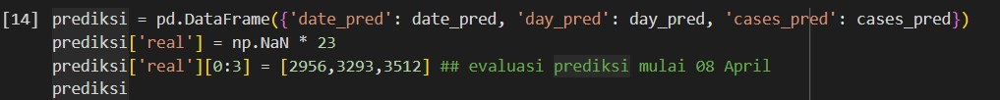 [14] prediksi = pd.DataFrame({'date_pred': date_pred, 'day_pred': day_pred, 'cases_pred': cases_pred})
prediksi['real'] = np.NaN * 23
prediksi['real'][0:3] = [2956,3293,3512] ## evaluasi prediksi mulai 08 April
prediksi